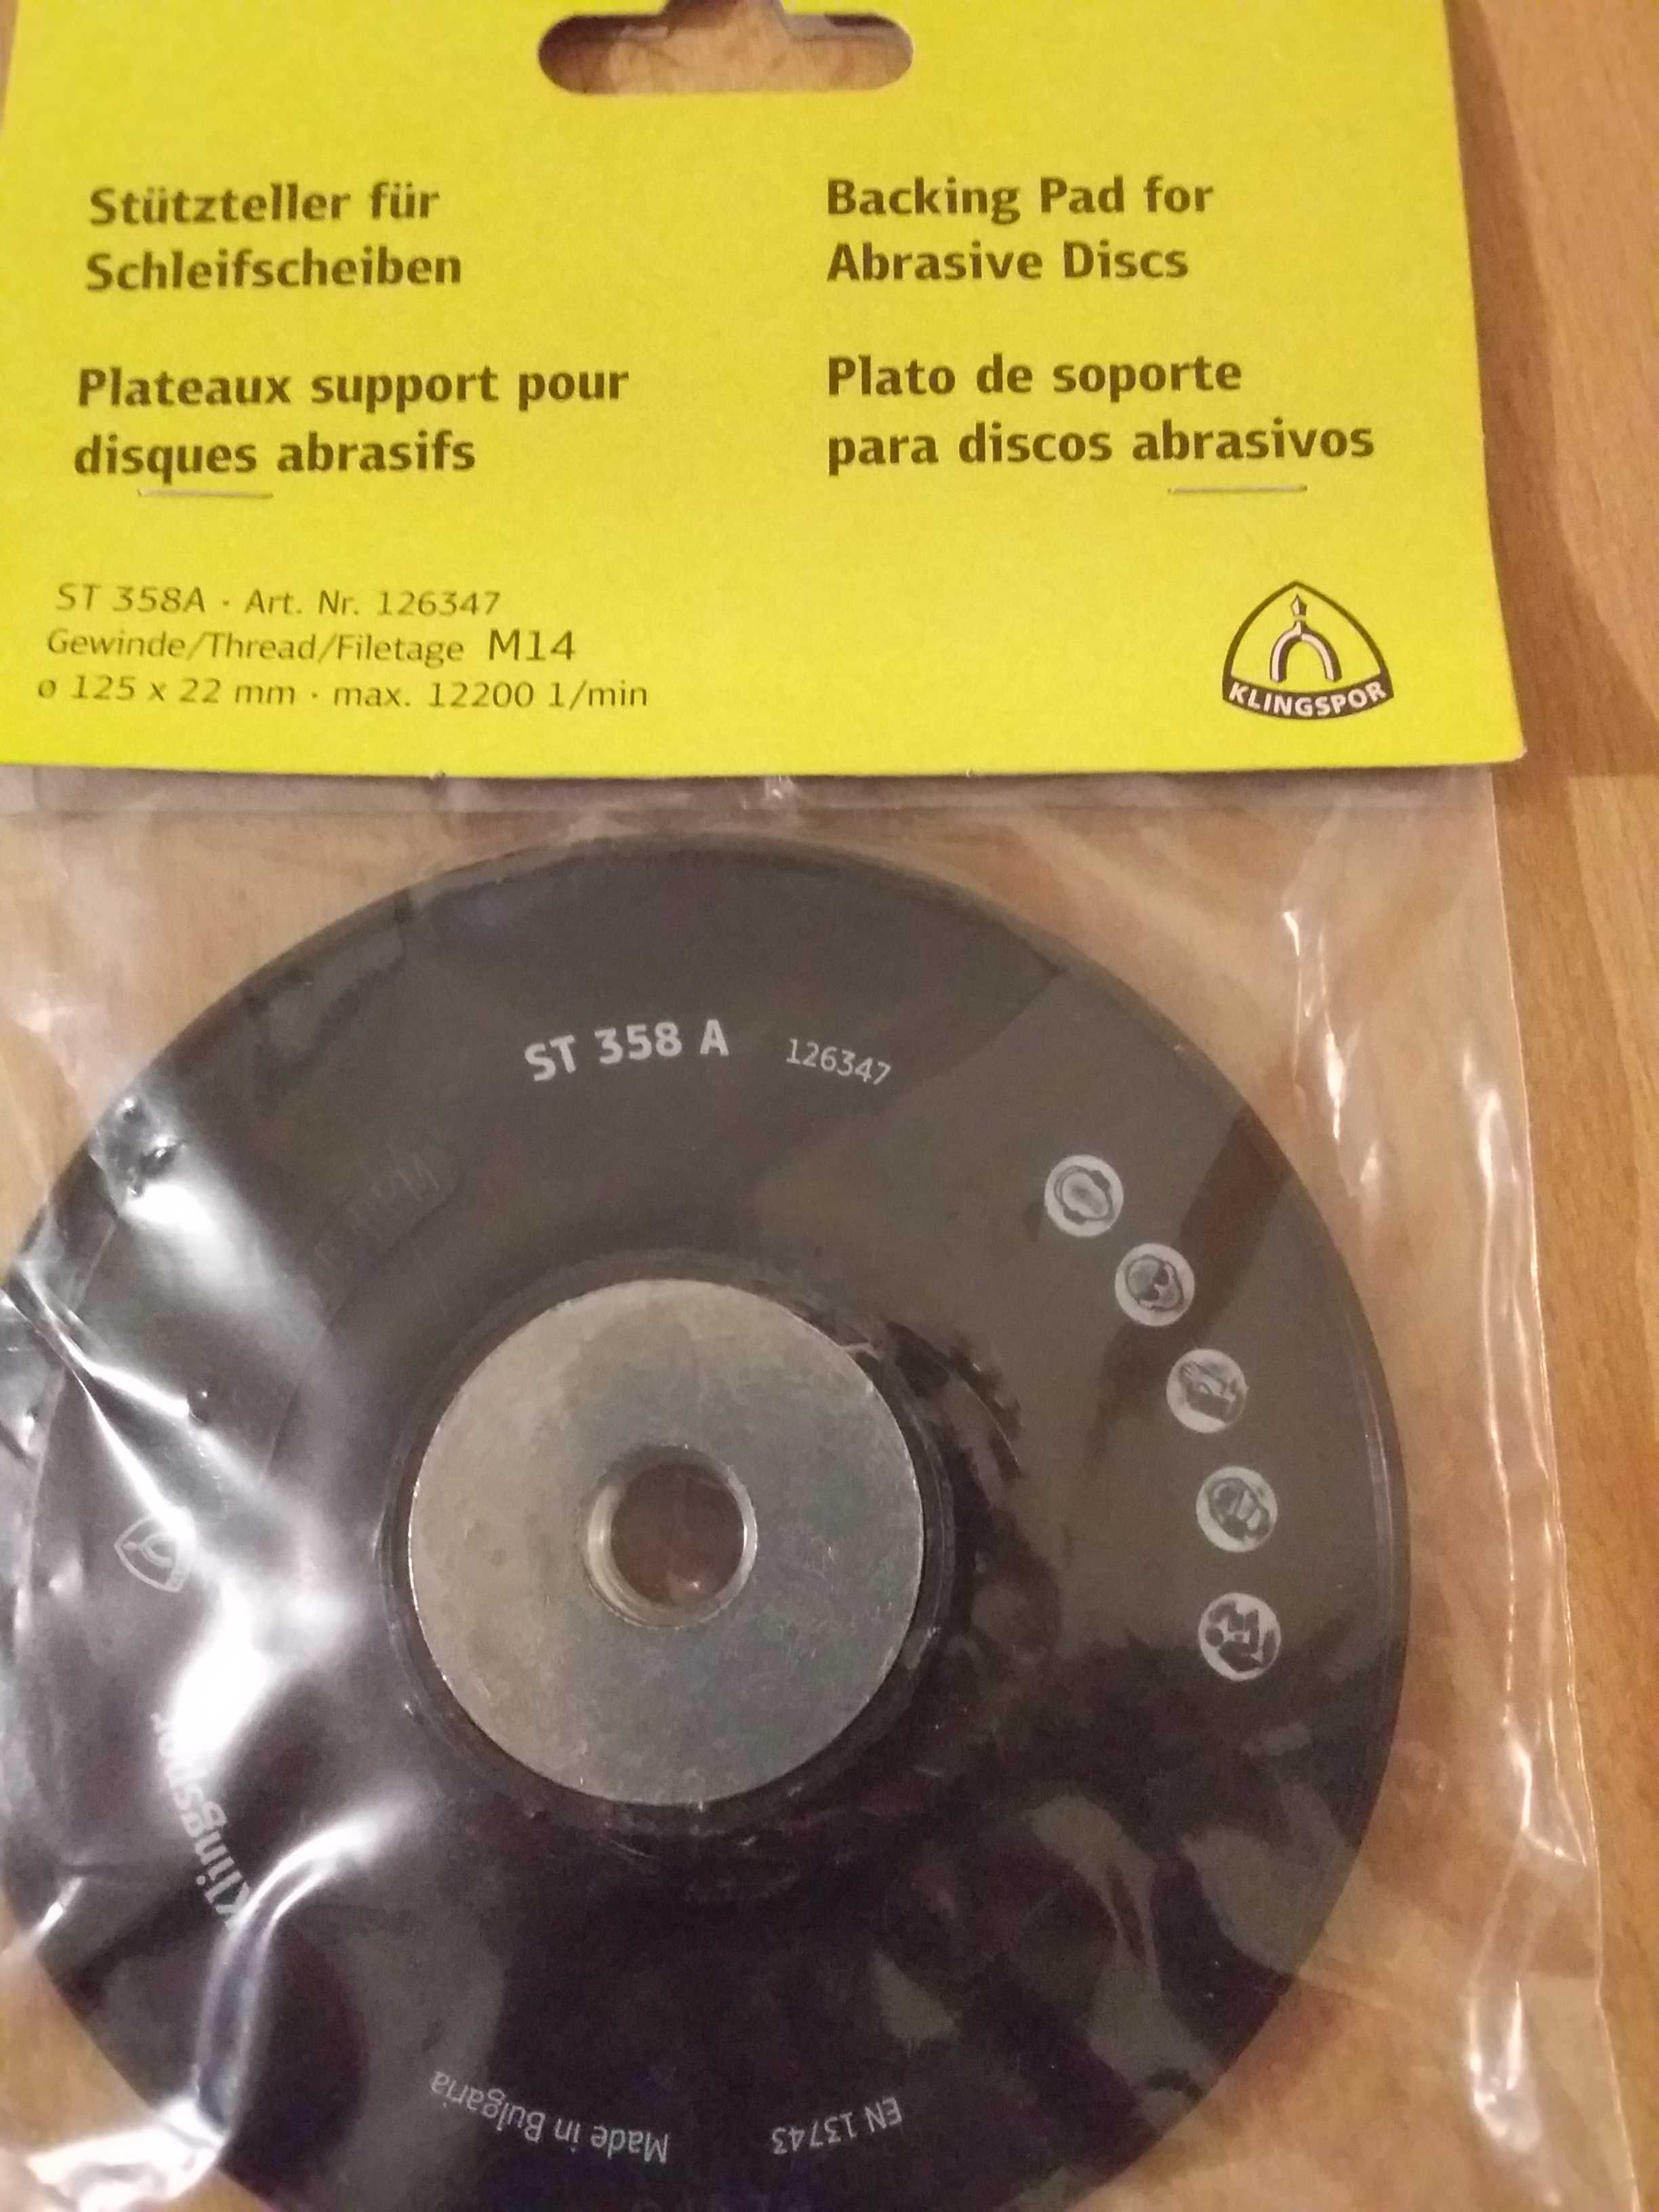 Stützteller für
Schleifscheiben
Backing Pad for
Abrasive Discs
Plateaux support pour
disques abrasifs
Plato de soporte
para discos abrasivos
ST 358A · Art. Nr. 126347
Gewinde/Thread/Filetage M14
ø 125 x 22 mm · max. 12200 1/min
KLINGSPOR
ST 358 A 126347
Klingspor
Made in Bulgaria
EN 13743